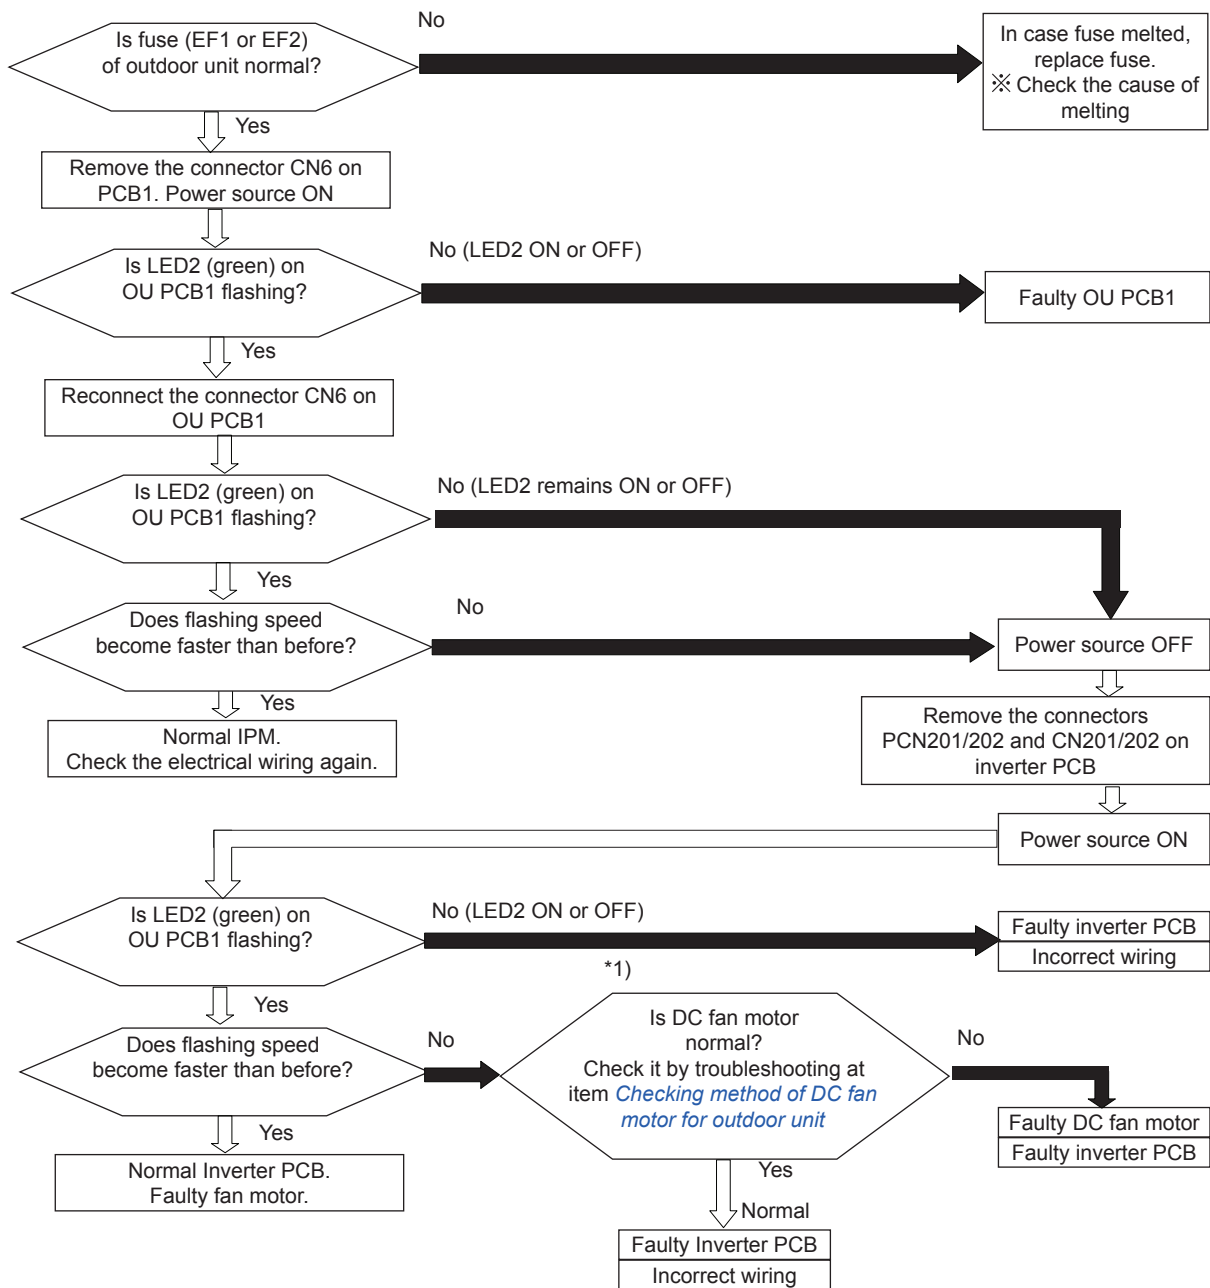 No
Is fuse (EF1 or EF2)
of outdoor unit normal?
In case fuse melted,
replace fuse.
※ Check the cause of
melting
Yes
Remove the connector CN6 on
PCB1. Power source ON
No (LED2 ON or OFF)
Is LED2 (green) on
OU PCB1 flashing?
Faulty OU PCB1
Yes
Reconnect the connector CN6 on
OU PCB1
No (LED2 remains ON or OFF)
Is LED2 (green) on
OU PCB1 flashing?
Yes
Does flashing speed
become faster than before?
No
Power source OFF
Yes
Normal IPM.
Check the electrical wiring again.
Remove the connectors
PCN201/202 and CN201/202 on
inverter PCB
Power source ON
Is LED2 (green) on
OU PCB1 flashing?
No (LED2 ON or OFF)
Faulty inverter PCB
Incorrect wiring
*1)
Yes
Does flashing speed
become faster than before?
No
Is DC fan motor
normal?
Check it by troubleshooting at
item Checking method of DC fan
motor for outdoor unit
No
Faulty DC fan motor
Faulty inverter PCB
Yes
Normal Inverter PCB.
Faulty fan motor.
Yes
Normal
Faulty Inverter PCB
Incorrect wiring